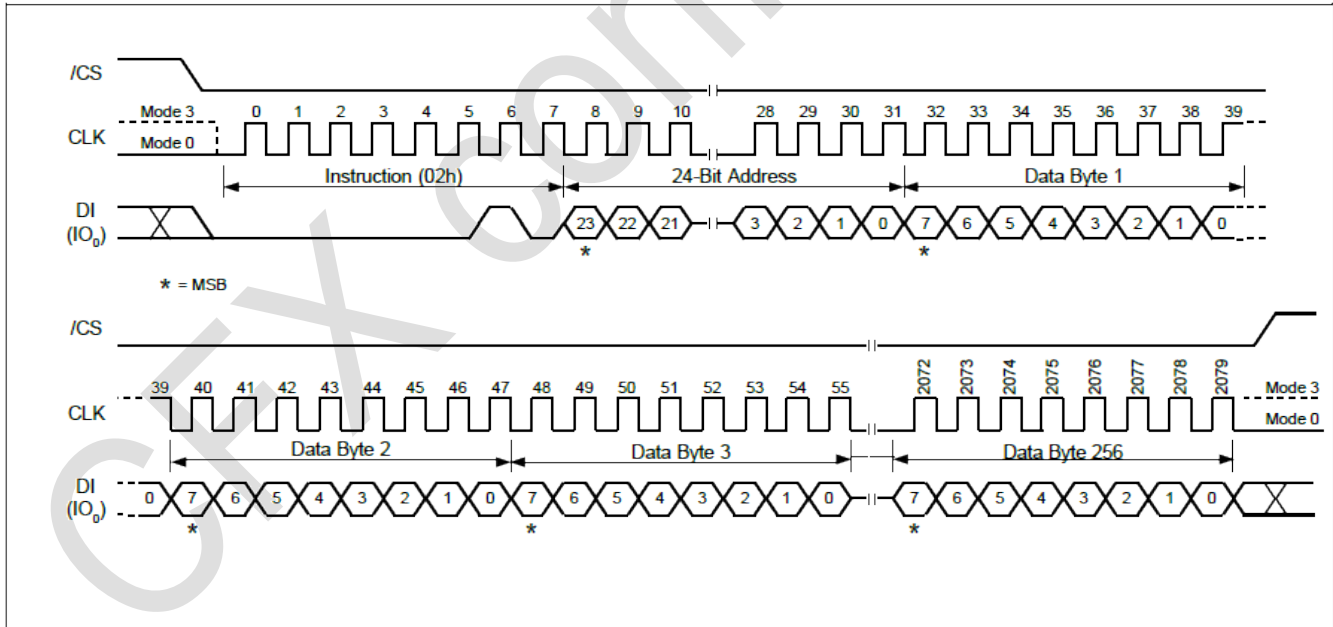 CFX com
/CS
Mode 3 0 1 2 3 4 5 6 7 8 9 10 28 29 30 31 32 33 34 35 36 37 38 39
CLK Mode 0
Instruction (02h) 24-Bit Address Data Byte 1
DI (IO0) 23 22 21 3 2 1 0 7 6 5 4 3 2 1 0
* *
* = MSB
/CS
39 40 41 42 43 44 45 46 47 48 49 50 51 52 53 54 55 2072 2073 2074 2075 2076 2077 2078 2079 Mode 3
CLK Mode 0
Data Byte 2 Data Byte 3 Data Byte 256
DI (IO0) 0 7 6 5 4 3 2 1 0 7 6 5 4 3 2 1 0 7 6 5 4 3 2 1 0
* * *